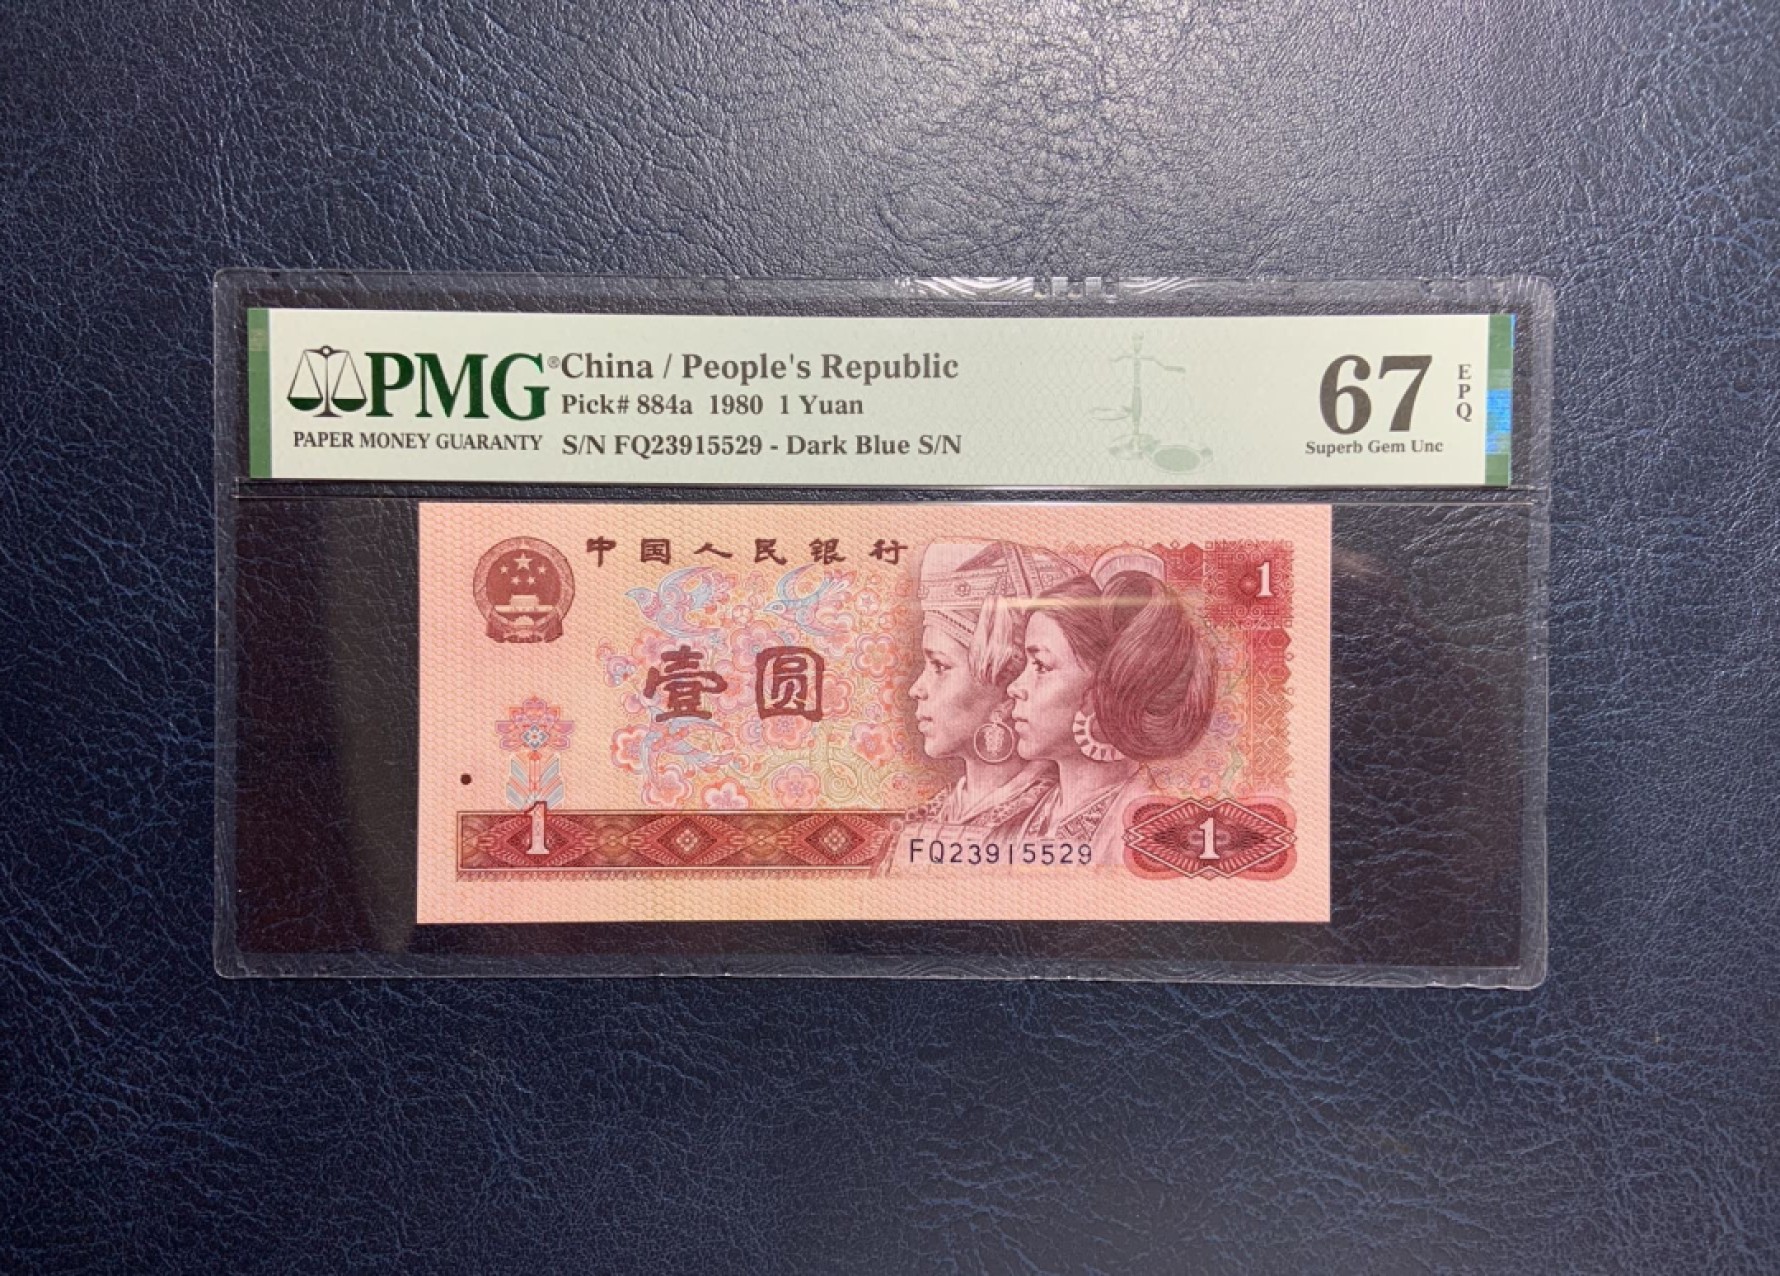 PMG®
PAPER MONEY GUARANTY
China / People's Republic
Pick# 884a 1980 1 Yuan
S/N FQ23915529 - Dark Blue S/N
67
EPQ
Superb Gem Unc
中国人民银行
1
壹圆
1
FQ23915529
1